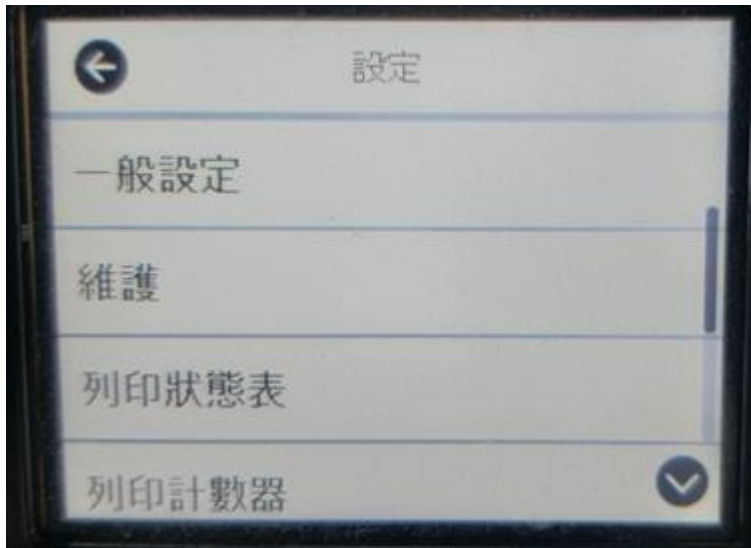 設定
一般設定
維護
列印狀態表
列印計數器